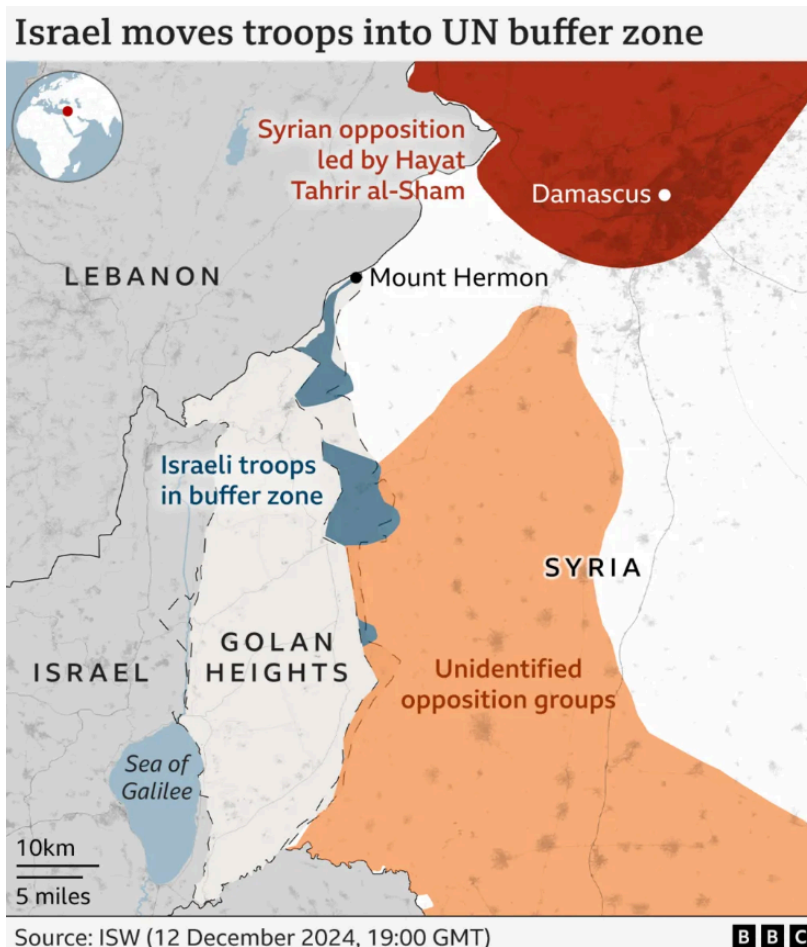 Israel moves troops into UN buffer zone
Syrian opposition
led by Hayat
Tahrir al-Sham
Damascus
LEBANON
Mount Hermon
Israeli troops
in buffer zone
SYRIA
GOLAN
HEIGHTS
ISRAEL
Unidentified
opposition groups
Sea of
Galilee
10km
5 miles
Source: ISW (12 December 2024, 19:00 GMT)
BBC